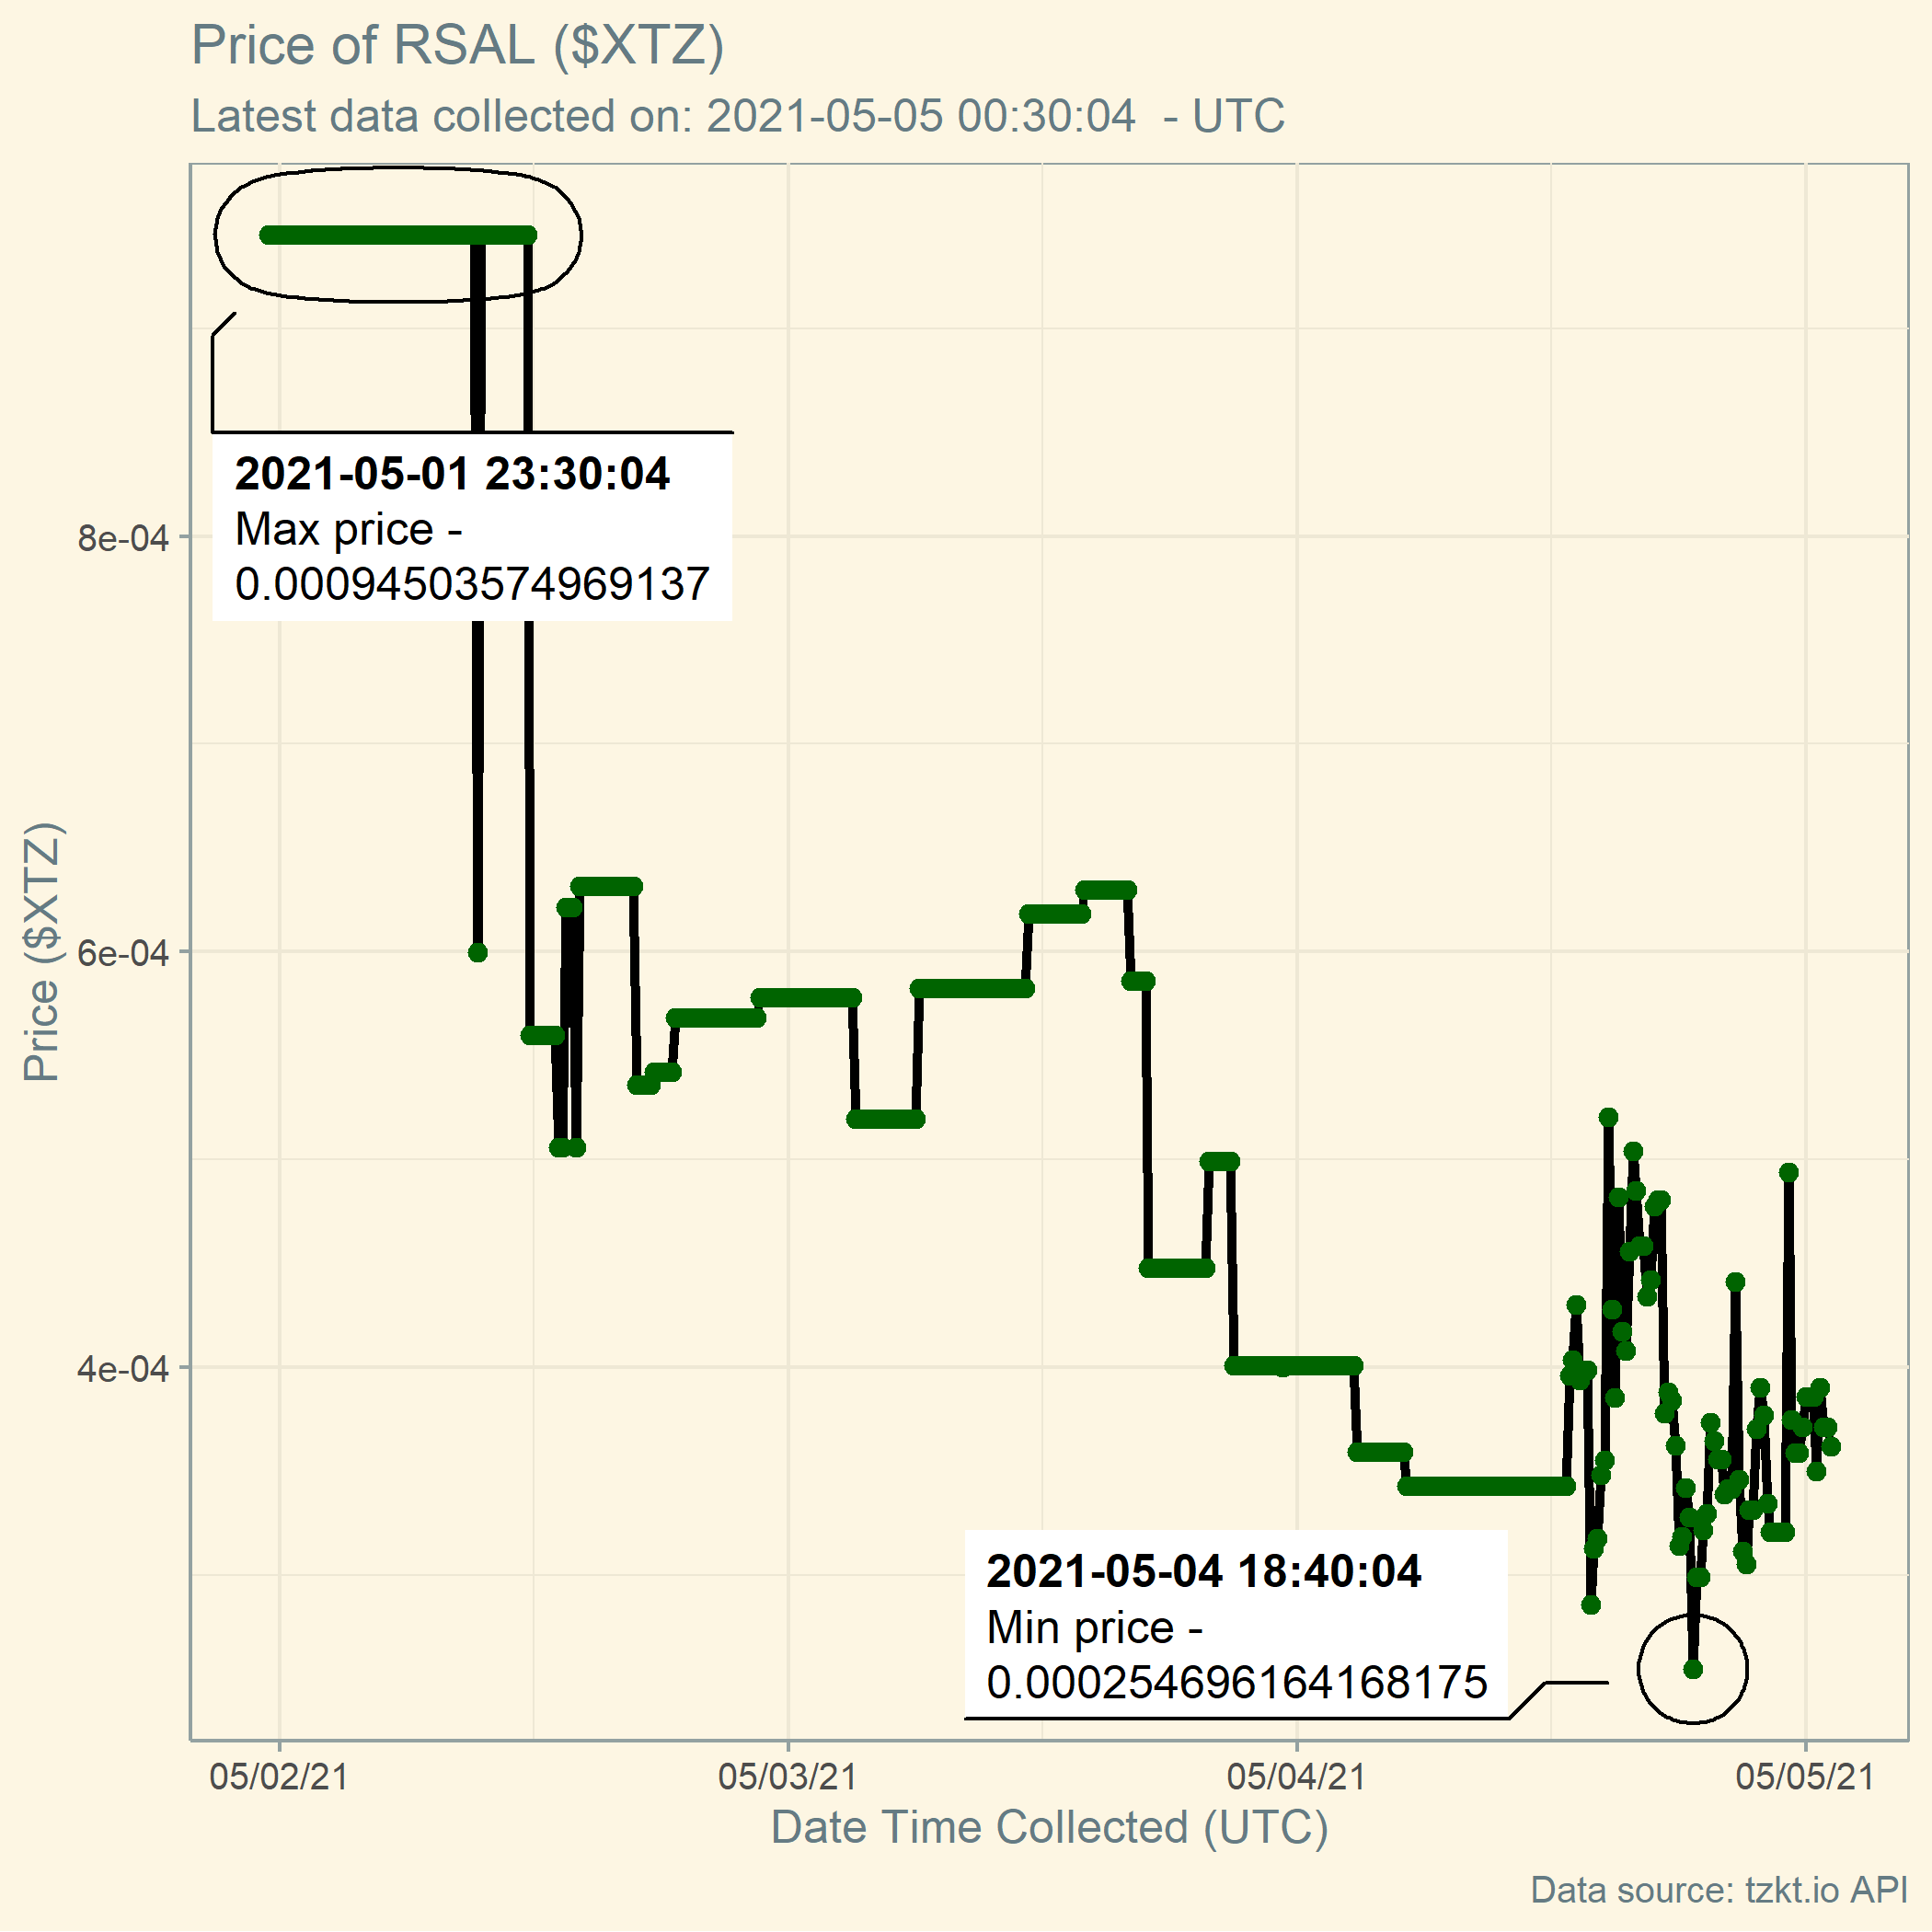 Price of RSAL ($XTZ)
Latest data collected on: 2021-05-05 00:30:04 - UTC
2021-05-01 23:30:04
Max price -
0.000945035749691​37
8e-04
Price ($XTZ)
6e-04
4e-04
2021-05-04 18:40:04
Min price -
0.000254696164168175
05/02/21
05/03/21
05/04/21
05/05/21
Date Time Collected (UTC)
Data source: tzkt.io API